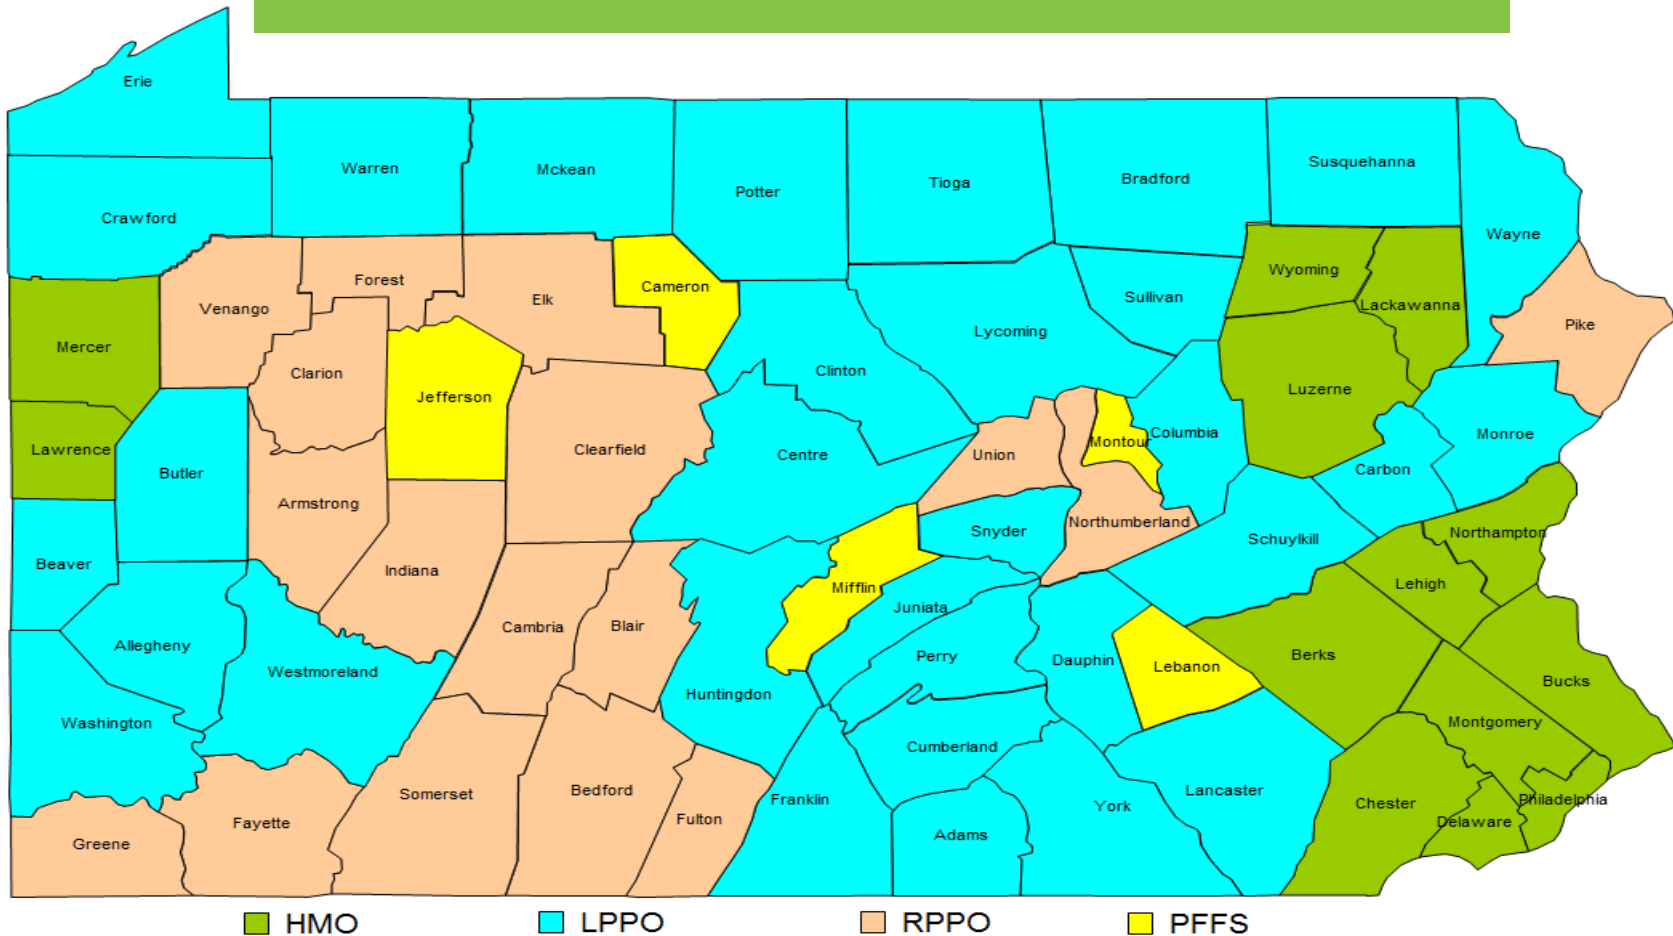 Erie
Warren
Mckean
Potter
Tioga
Bradford
Susquehanna
Wayne
Crawford
Venango
Forest
Elk
Cameron
Lycoming
Sullivan
Wyoming
Lackawanna
Pike
Mercer
Clarion
Jefferson
Clinton
Luzerne
Lawrence
Butler
Clearfield
Centre
Union
Montour
Columbia
Carbon
Monroe
Armstrong
Snyder
Northumberland
Schuylkill
Northampton
Beaver
Indiana
Mifflin
Juniata
Lehigh
Allegheny
Westmoreland
Cambria
Blair
Huntingdon
Perry
Dauphin
Lebanon
Berks
Bucks
Washington
Cumberland
Montgomery
Greene
Fayette
Somerset
Bedford
Fulton
Franklin
Adams
York
Lancaster
Chester
Delaware
Philadelphia
HMO
LPPO
RPPO
PFFS